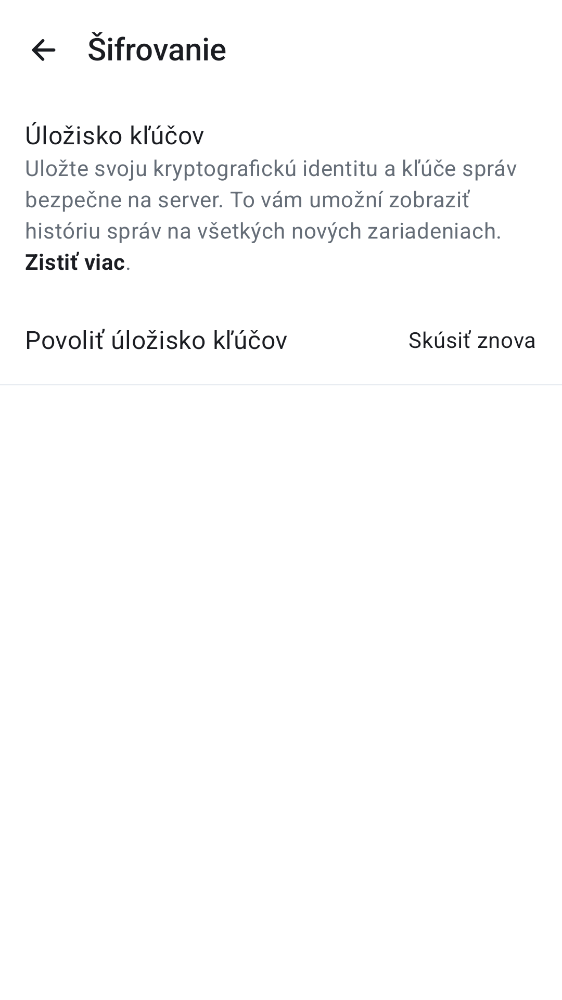 Šifrovanie
Úložisko kľúčov
Uložte svoju kryptografickú identitu a kľúče správ
bezpečne na server. To vám umožní zobraziť
históriu správ na všetkých nových zariadeniach.
Zistiť viac.
Povoliť úložisko kľúčov Skúsiť znova